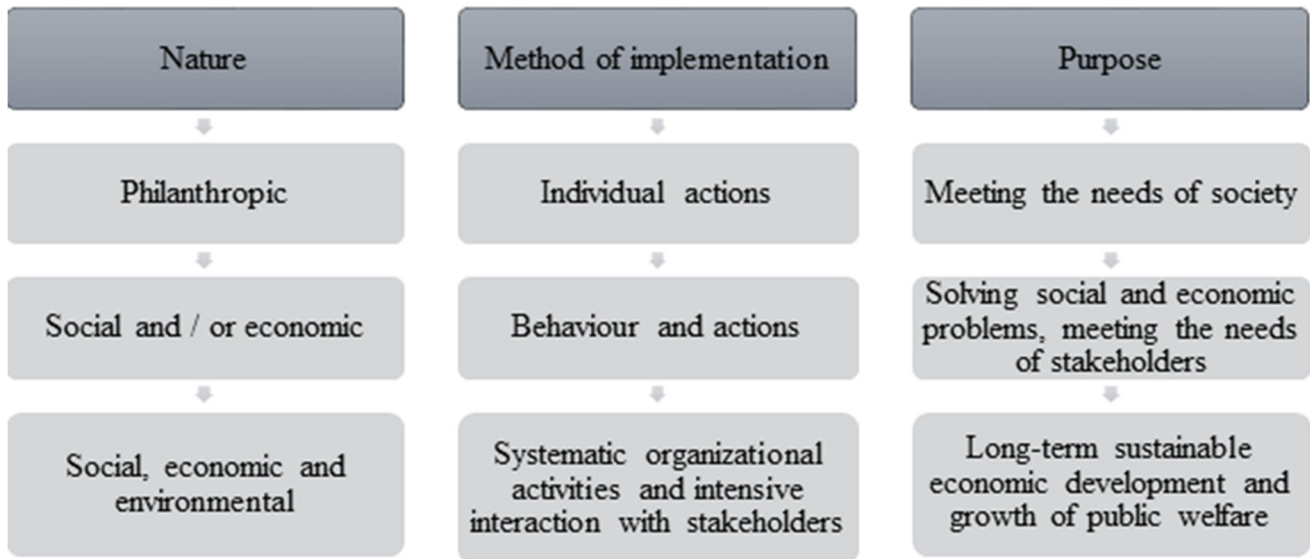 Nature
Philanthropic
Social and / or economic
Social, economic and
environmental
Method of implementation
Individual actions
Behaviour and actions
Systematic organizational
activities and intensive
interaction with stakeholders
Purpose
Meeting the needs of society
Solving social and economic
problems, meeting the needs
of stakeholders
Long-term sustainable
economic development and
growth of public welfare